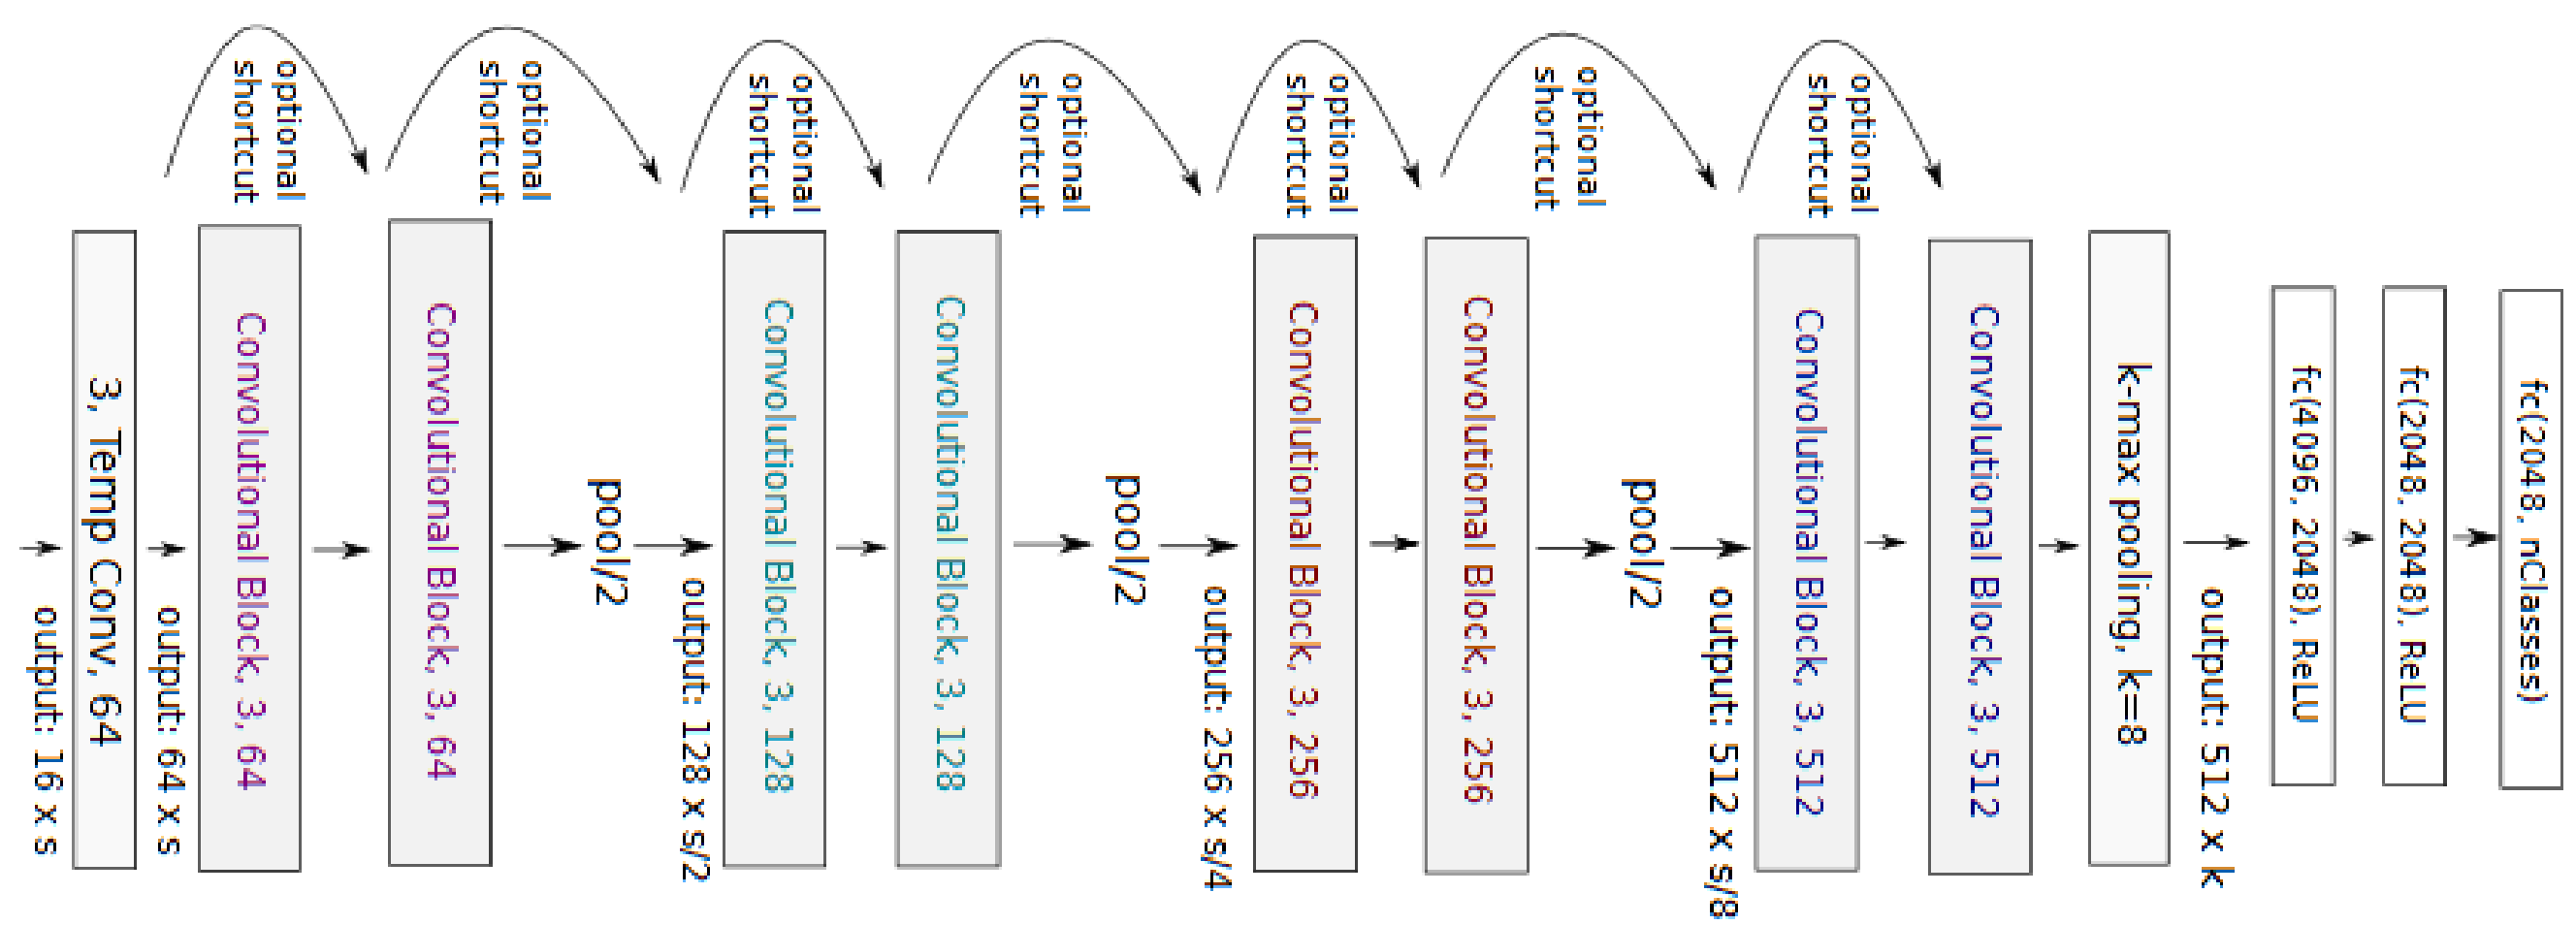 optional
shortcut
optional
shortcut
optional
shortcut
optional
shortcut
optional
shortcut
optional
shortcut
optional
shortcut
output: 16 x s
3, Temp Conv, 64
output: 64 x s
Convolutional Block, 3, 64
Convolutional Block, 3, 64
pool/2
output: 128 x s/2
Convolutional Block, 3, 128
Convolutional Block, 3, 128
pool/2
output: 256 x s/4
Convolutional Block, 3, 256
Convolutional Block, 3, 256
pool/2
output: 512 x s/8
Convolutional Block, 3, 512
Convolutional Block, 3, 512
k-max pooling, k=8
output: 512 x k
fc(4096, 2048), ReLU
fc(2048, 2048), ReLU
fc(2048, nClasses)